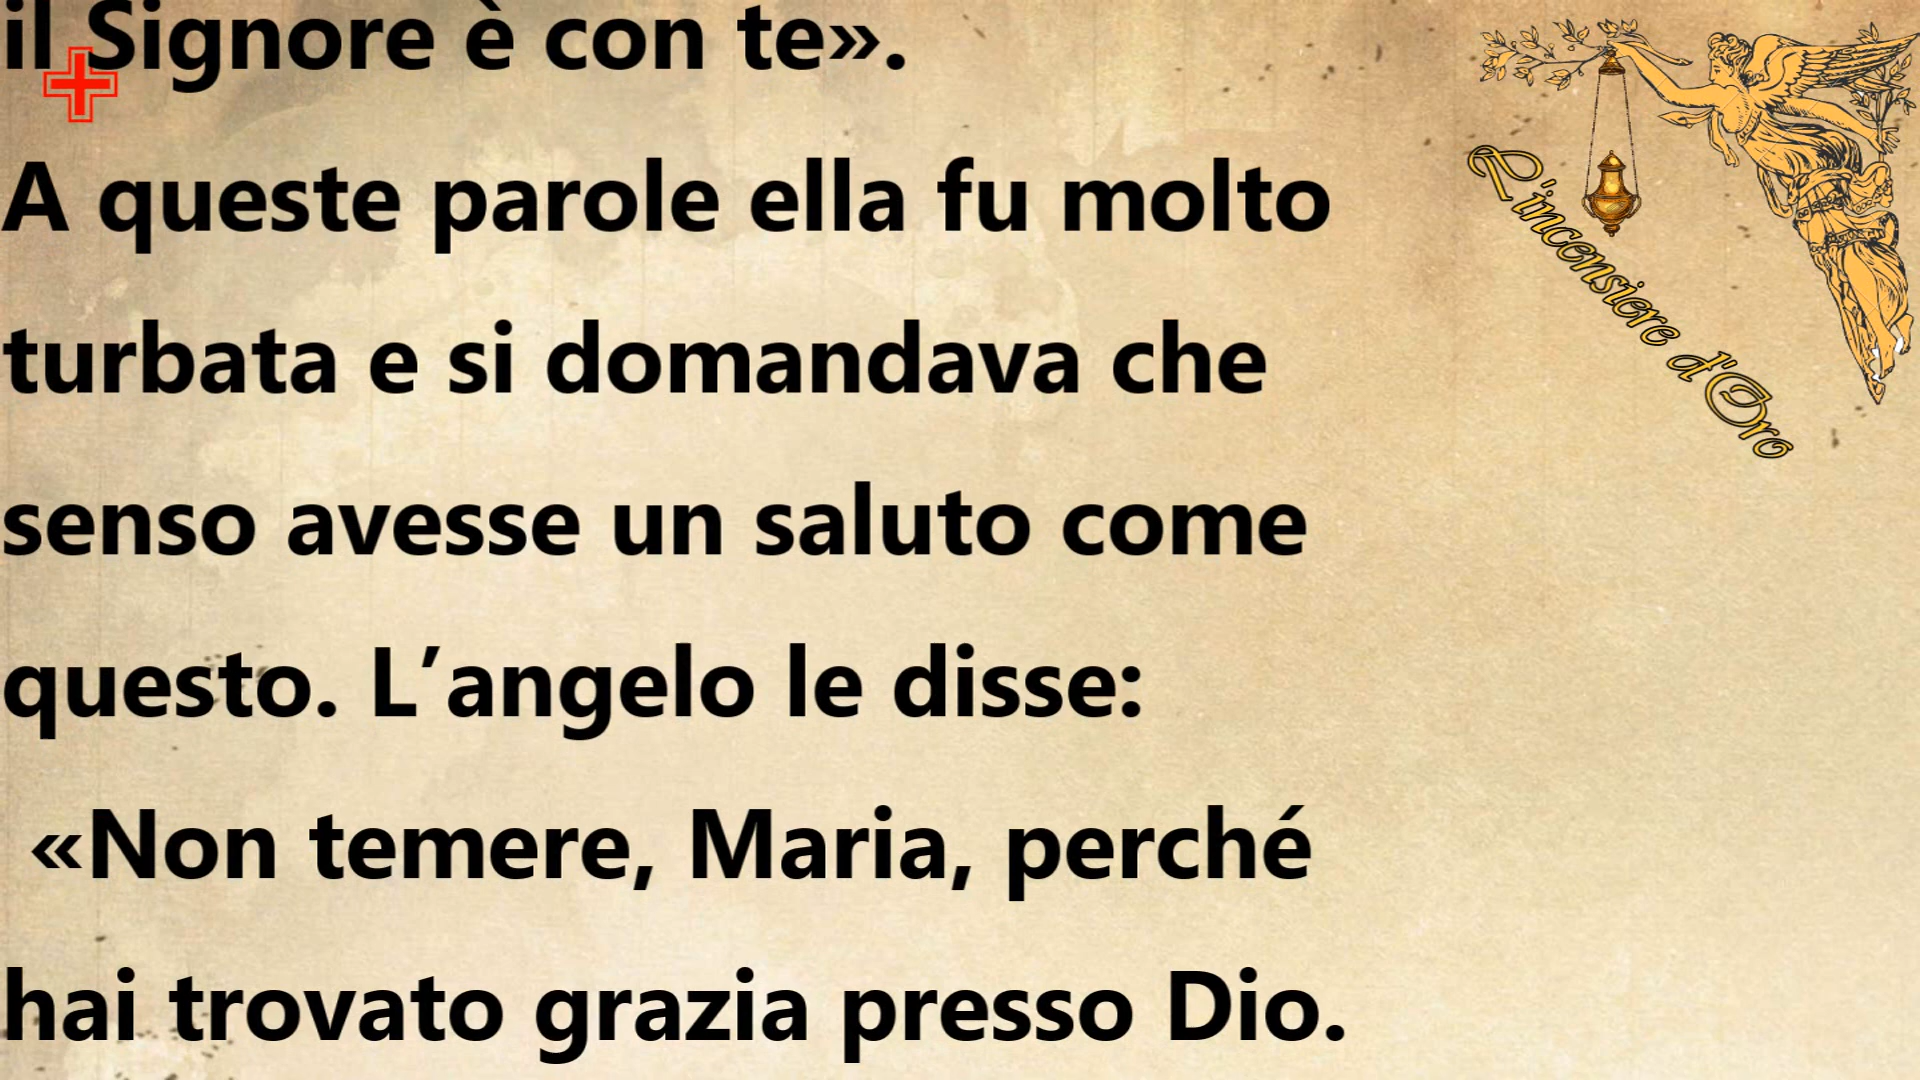 il Signore è con te».
A queste parole ella fu molto
turbata e si domandava che
senso avesse un saluto come
questo. L’angelo le disse:
«Non temere, Maria, perché
hai trovato grazia presso Dio.
L'incensiere d'Oro